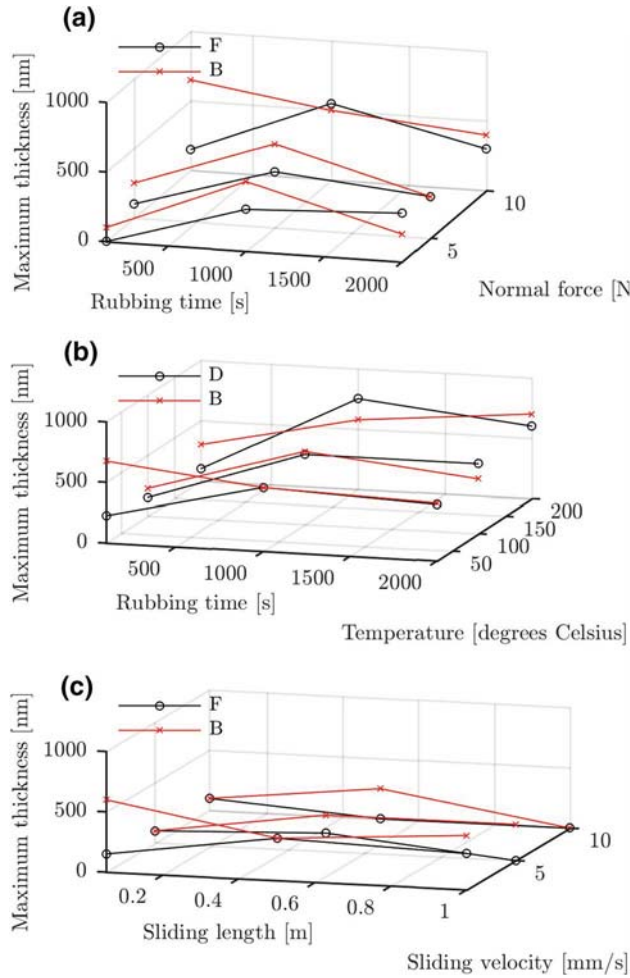 (a)
F
B
Maximum thickness [nm]
1000
500
0
500
1000
1500
2000
Rubbing time [s]
5
10
Normal force [N
(b)
D
B
Maximum thickness [nm]
1000
500
0
500
1000
1500
2000
Rubbing time [s]
50
100
150
200
Temperature [degrees Celsius]
(c)
F
B
Maximum thickness [nm]
1000
500
0
0.2
0.4
0.6
0.8
1
Sliding length [m]
5
10
Sliding velocity [mm/s]